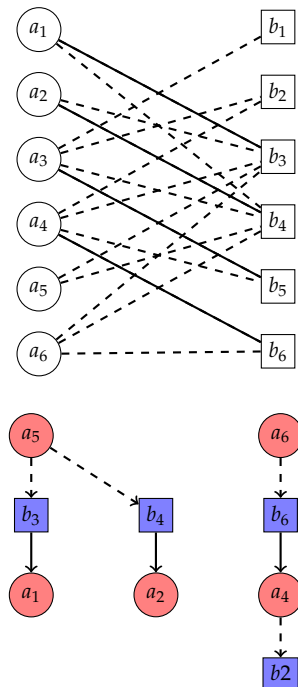 a₁ b₁
a₂ b₂
a₃ b₃
a₄ b₄
a₅ b₅
a₆ b₆
a₅ a₆
b₃ b₄ b₆
a₁ a₂ a₄
b2